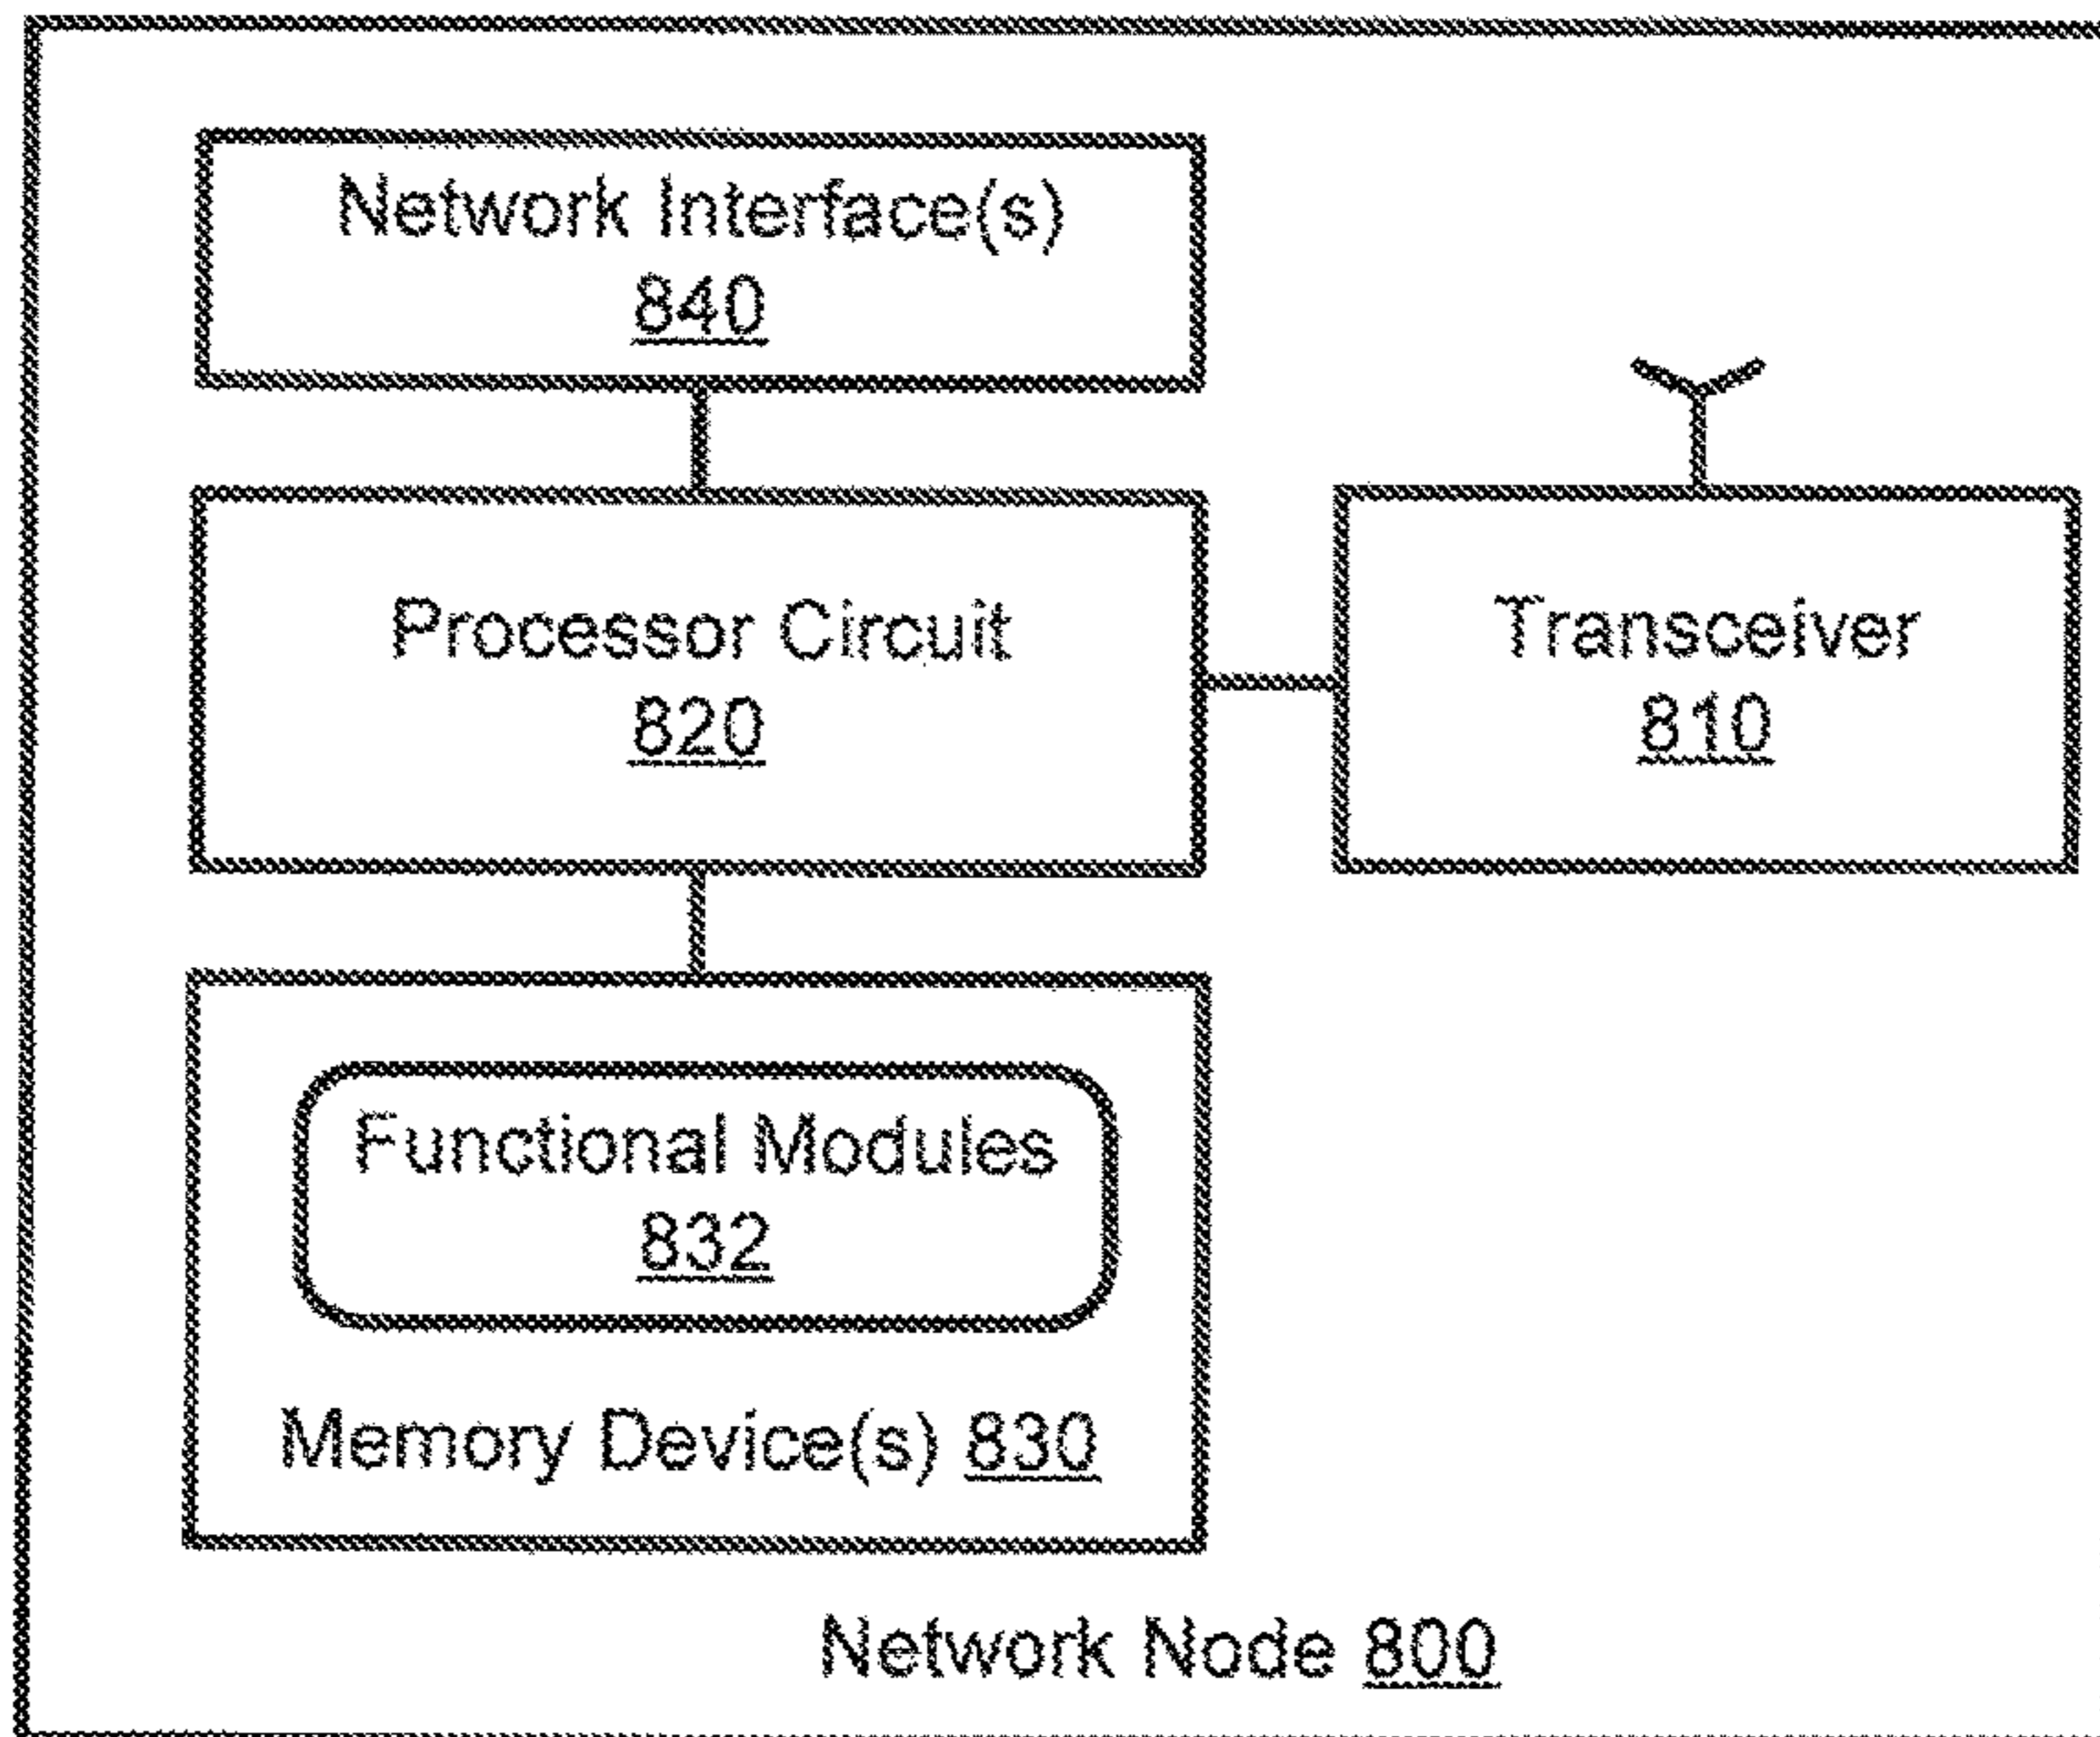 Network Interface(s)
840
Processor Circuit
820
Transceiver
810
Functional Modules
832
Memory Device(s) 830
Network Node 800